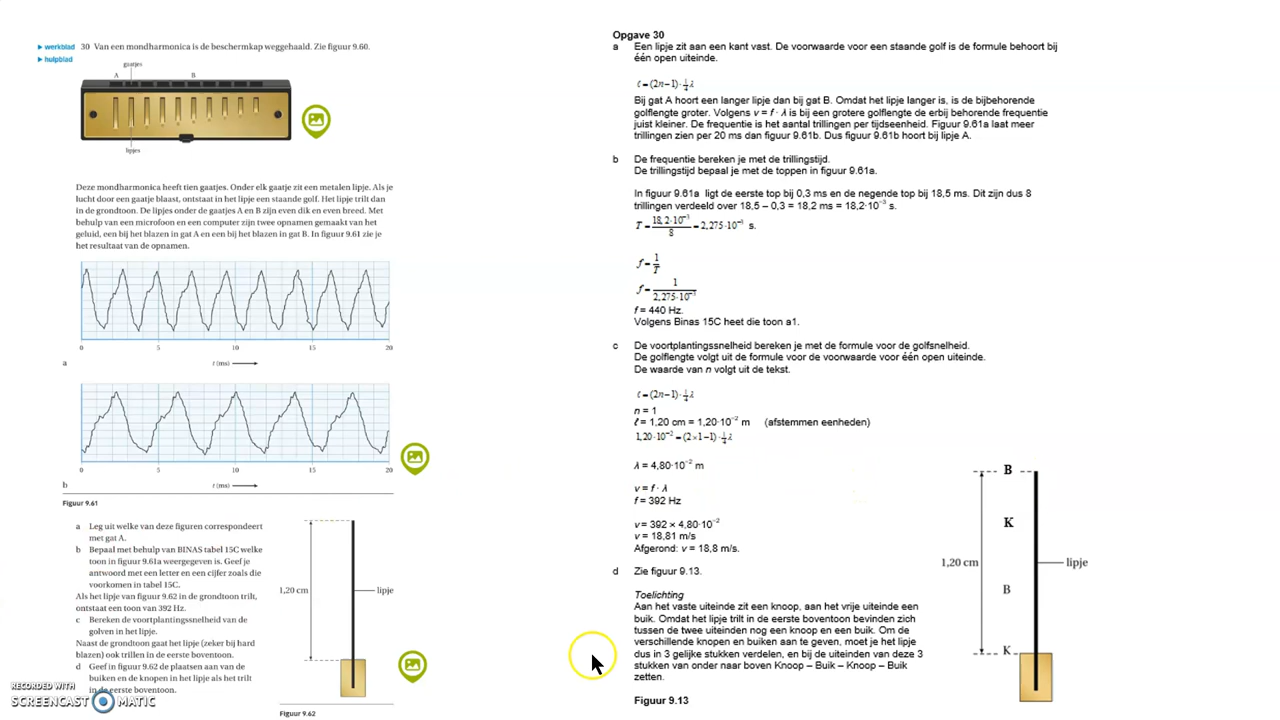 ▶ werkblad 30 Van een mondharmonica is de beschermkap weggehaald. Zie figuur 9.60.
▶ hulpblad
gaatjes
A B
lipjes
Deze mondharmonica heeft tien gaatjes. Onder elk gaatje zit een metalen lipje. Als je
lucht door een gaatje blaast, ontstaat in het lipje een staande golf. Het lipje trilt dan
in de grondtoon. De lipjes onder de gaatjes A en B zijn even dik en even breed. Met
behulp van een microfoon en een computer zijn twee opnamen gemaakt van het
geluid, een bij het blazen in gat A en een bij het blazen in gat B. In figuur 9.61 zie je
het resultaat van de opnamen.
0 5 10 15 20
t (ms)
a
0 5 10 15 20
t (ms)
b
Figuur 9.61
a Leg uit welke van deze figuren correspondeert
met gat A.
b Bepaal met behulp van BINAS tabel 15C welke
toon in figuur 9.61a weergegeven is. Geef je
antwoord met een letter en een cijfer zoals die
voorkomen in tabel 15C.
Als het lipje van figuur 9.62 in de grondtoon trilt,
ontstaat een toon van 392 Hz.
c Bereken de voortplantingssnelheid van de
golven in het lipje.
Naast de grondtoon gaat het lipje (zeker bij hard
blazen) ook trillen in de eerste boventoon.
d Geef in figuur 9.62 de plaatsen aan van de
buiken en de knopen in het lipje als het trilt
in de eerste boventoon.
1,20 cm
lipje
Figuur 9.62
RECORDED WITH
SCREENCAST MATIC
Opgave 30
a Een lipje zit aan een kant vast. De voorwaarde voor een staande golf is de formule behoort bij
één open uiteinde.
ℓ = (2n−1)·¼λ
Bij gat A hoort een langer lipje dan bij gat B. Omdat het lipje langer is, is de bijbehorende
golflengte groter. Volgens v = f · λ is bij een grotere golflengte de erbij behorende frequentie
juist kleiner. De frequentie is het aantal trillingen per tijdseenheid. Figuur 9.61a laat meer
trillingen zien per 20 ms dan figuur 9.61b. Dus figuur 9.61b hoort bij lipje A.
b De frequentie bereken je met de trillingstijd.
De trillingstijd bepaal je met de toppen in figuur 9.61a.
In figuur 9.61a ligt de eerste top bij 0,3 ms en de negende top bij 18,5 ms. Dit zijn dus 8
trillingen verdeeld over 18,5 − 0,3 = 18,2 ms = 18,2·10⁻³ s.
T = 18,2·10⁻³ / 8 = 2,275·10⁻³ s.
f = 1 / T
f = 1 / 2,275·10⁻³
f = 440 Hz.
Volgens Binas 15C heet die toon a1.
c De voortplantingssnelheid bereken je met de formule voor de golfsnelheid.
De golflengte volgt uit de formule voor de voorwaarde voor één open uiteinde.
De waarde van n volgt uit de tekst.
ℓ = (2n−1)·¼λ
n = 1
ℓ = 1,20 cm = 1,20·10⁻² m (afstemmen eenheden)
1,20·10⁻² = (2×1−1)·¼λ
λ = 4,80·10⁻² m
v = f · λ
f = 392 Hz
v = 392 × 4,80·10⁻²
v = 18,81 m/s
Afgerond: v = 18,8 m/s.
d Zie figuur 9.13.
Toelichting
Aan het vaste uiteinde zit een knoop, aan het vrije uiteinde een
buik. Omdat het lipje trilt in de eerste boventoon bevinden zich
tussen de twee uiteinden nog een knoop en een buik. Om de
verschillende knopen en buiken aan te geven, moet je het lipje
dus in 3 gelijke stukken verdelen, en bij de uiteinden van deze 3
stukken van onder naar boven Knoop – Buik – Knoop – Buik
zetten.
Figuur 9.13
B
K
1,20 cm
lipje
B
K